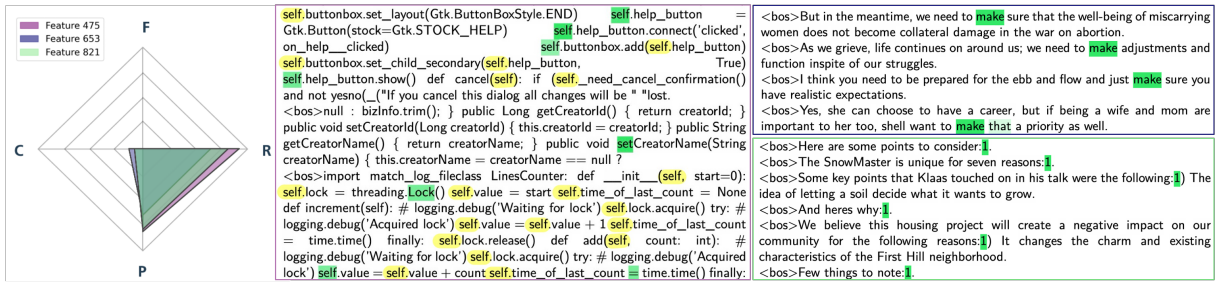 Feature 475
Feature 653
Feature 821
F
C
R
P
self.buttonbox.set_layout(Gtk.ButtonBoxStyle.END) self.help_button =
Gtk.Button(stock=Gtk.STOCK_HELP) self.help_button.connect('clicked',
on_help__clicked) self.buttonbox.add(self.help_button)
self.buttonbox.set_child_secondary(self.help_button, True)
self.help_button.show() def cancel(self): if (self._need_cancel_confirmation()
and not yesno(_("If you cancel this dialog all changes will be " "lost.
<bos>null : bizInfo.trim(); } public Long getCreatorId() { return creatorId; }
public void setCreatorId(Long creatorId) { this.creatorId = creatorId; } public String
getCreatorName() { return creatorName; } public void setCreatorName(String
creatorName) { this.creatorName = creatorName == null ?
<bos>import match_log_fileclass LinesCounter: def __init__(self, start=0):
self.lock = threading.Lock() self.value = start self.time_of_last_count = None
def increment(self): # logging.debug('Waiting for lock') self.lock.acquire() try: #
logging.debug('Acquired lock') self.value = self.value + 1 self.time_of_last_count
= time.time() finally: self.lock.release() def add(self, count: int): #
logging.debug('Waiting for lock') self.lock.acquire() try: # logging.debug('Acquired
lock') self.value = self.value + count self.time_of_last_count = time.time() finally:
<bos>But in the meantime, we need to make sure that the well-being of miscarrying
women does not become collateral damage in the war on abortion.
<bos>As we grieve, life continues on around us; we need to make adjustments and
function inspite of our struggles.
<bos>I think you need to be prepared for the ebb and flow and just make sure you
have realistic expectations.
<bos>Yes, she can choose to have a career, but if being a wife and mom are
important to her too, shell want to make that a priority as well.
<bos>Here are some points to consider:1.
<bos>The SnowMaster is unique for seven reasons:1.
<bos>Some key points that Klaas touched on in his talk were the following:1) The
idea of letting a soil decide what it wants to grow.
<bos>And heres why:1.
<bos>We believe this housing project will create a negative impact on our
community for the following reasons:1) It changes the charm and existing
characteristics of the First Hill neighborhood.
<bos>Few things to note:1.